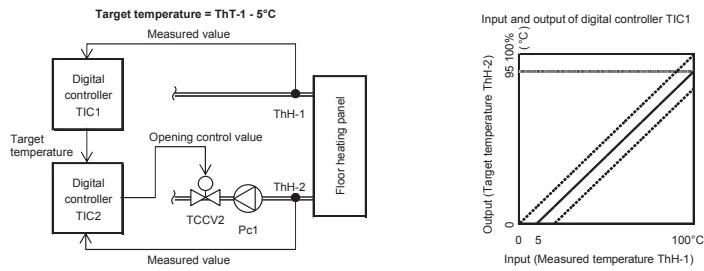 Target temperature = ThT-1 - 5°C
Measured value
Digital
controller
TIC1
ThH-1
Target
temperature
Opening control value
Digital
controller
TIC2
ThH-2
TCCV2
Pc1
Floor heating panel
Measured value
Input and output of digital controller TIC1
Output (Target temperature ThH-2)
95 100%
(°C)
0
0 5 100°C
Input (Measured temperature ThH-1)